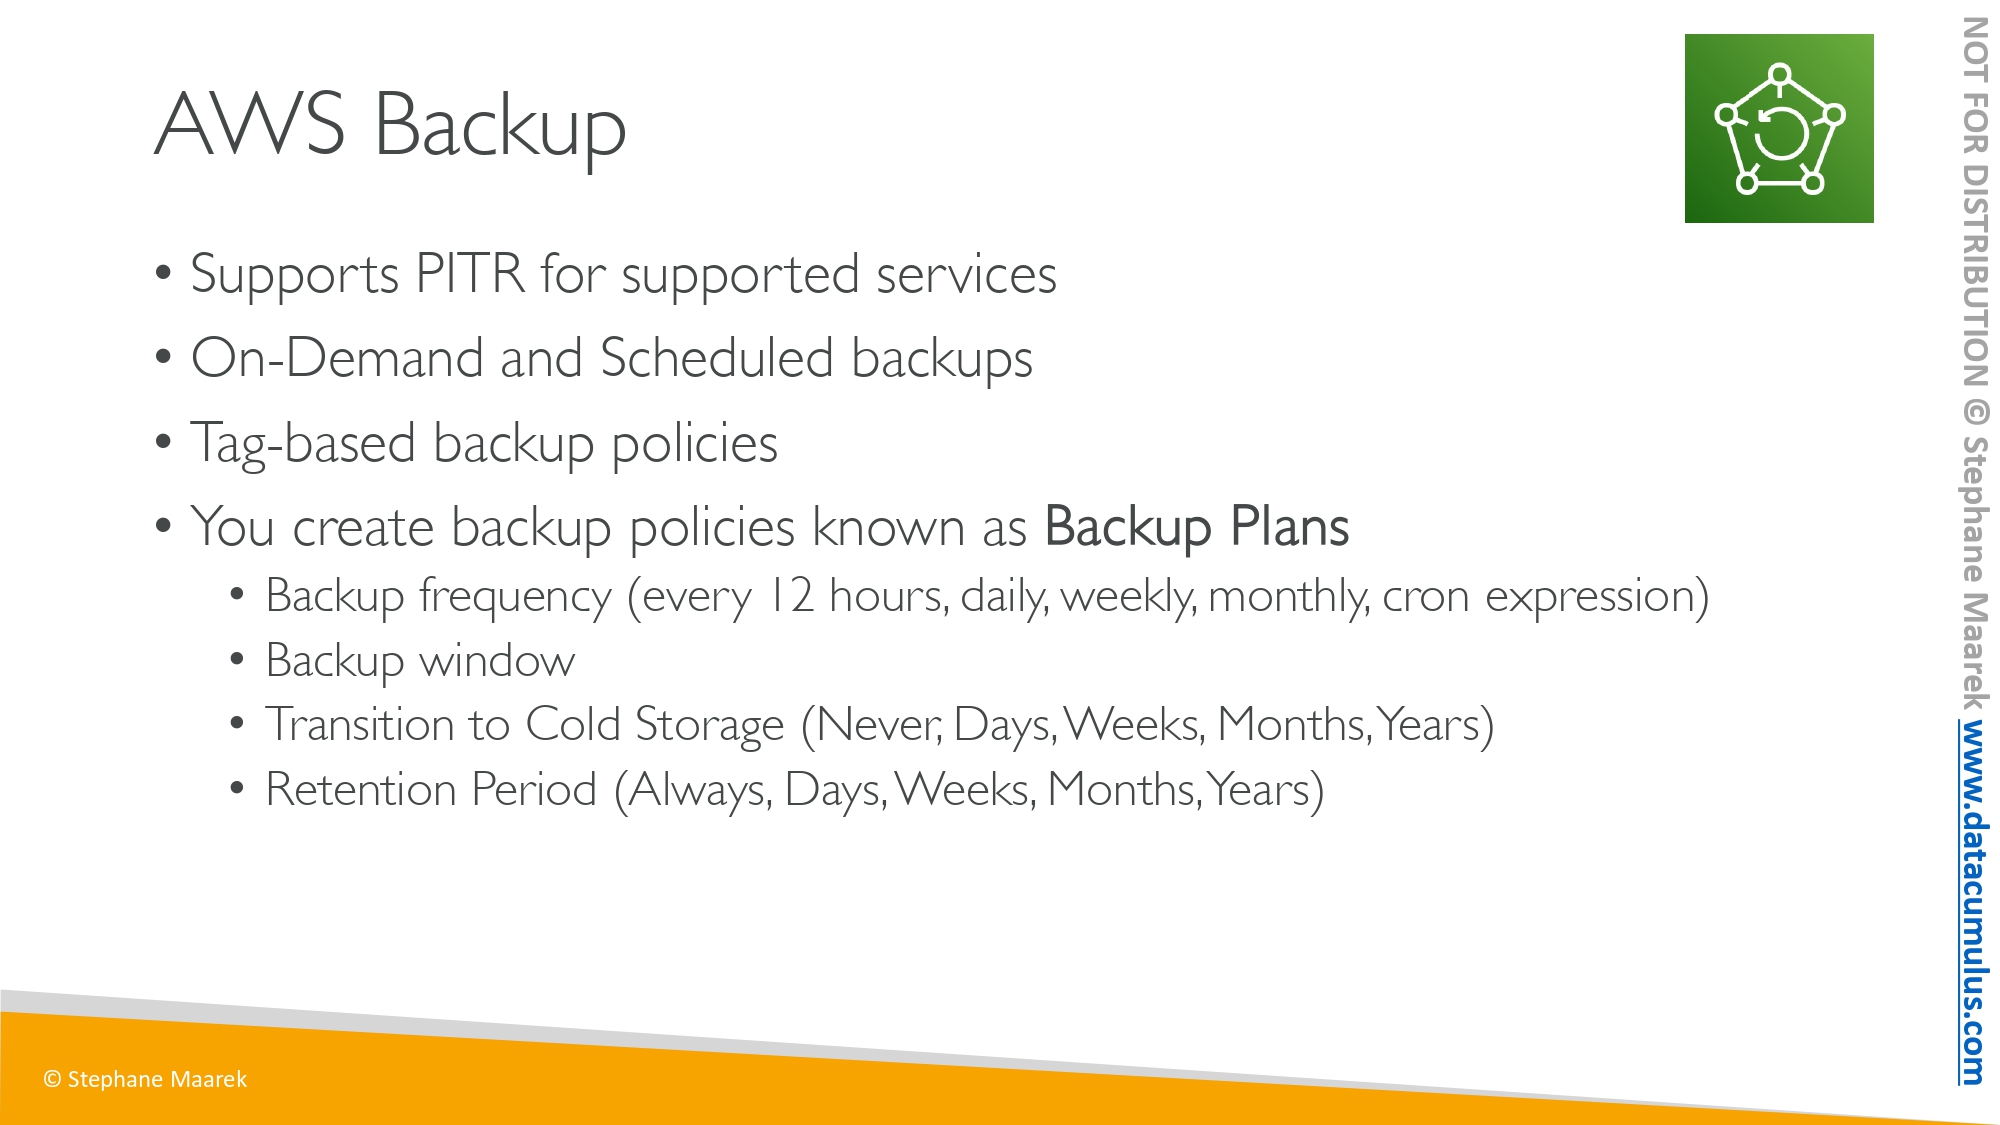 AWS Backup
• Supports PITR for supported services
• On-Demand and Scheduled backups
• Tag-based backup policies
• You create backup policies known as Backup Plans
• Backup frequency (every 12 hours, daily, weekly, monthly, cron expression)
• Backup window
• Transition to Cold Storage (Never, Days, Weeks, Months, Years)
• Retention Period (Always, Days, Weeks, Months, Years)
© Stephane Maarek
NOT FOR DISTRIBUTION © Stephane Maarek www.datacumulus.com